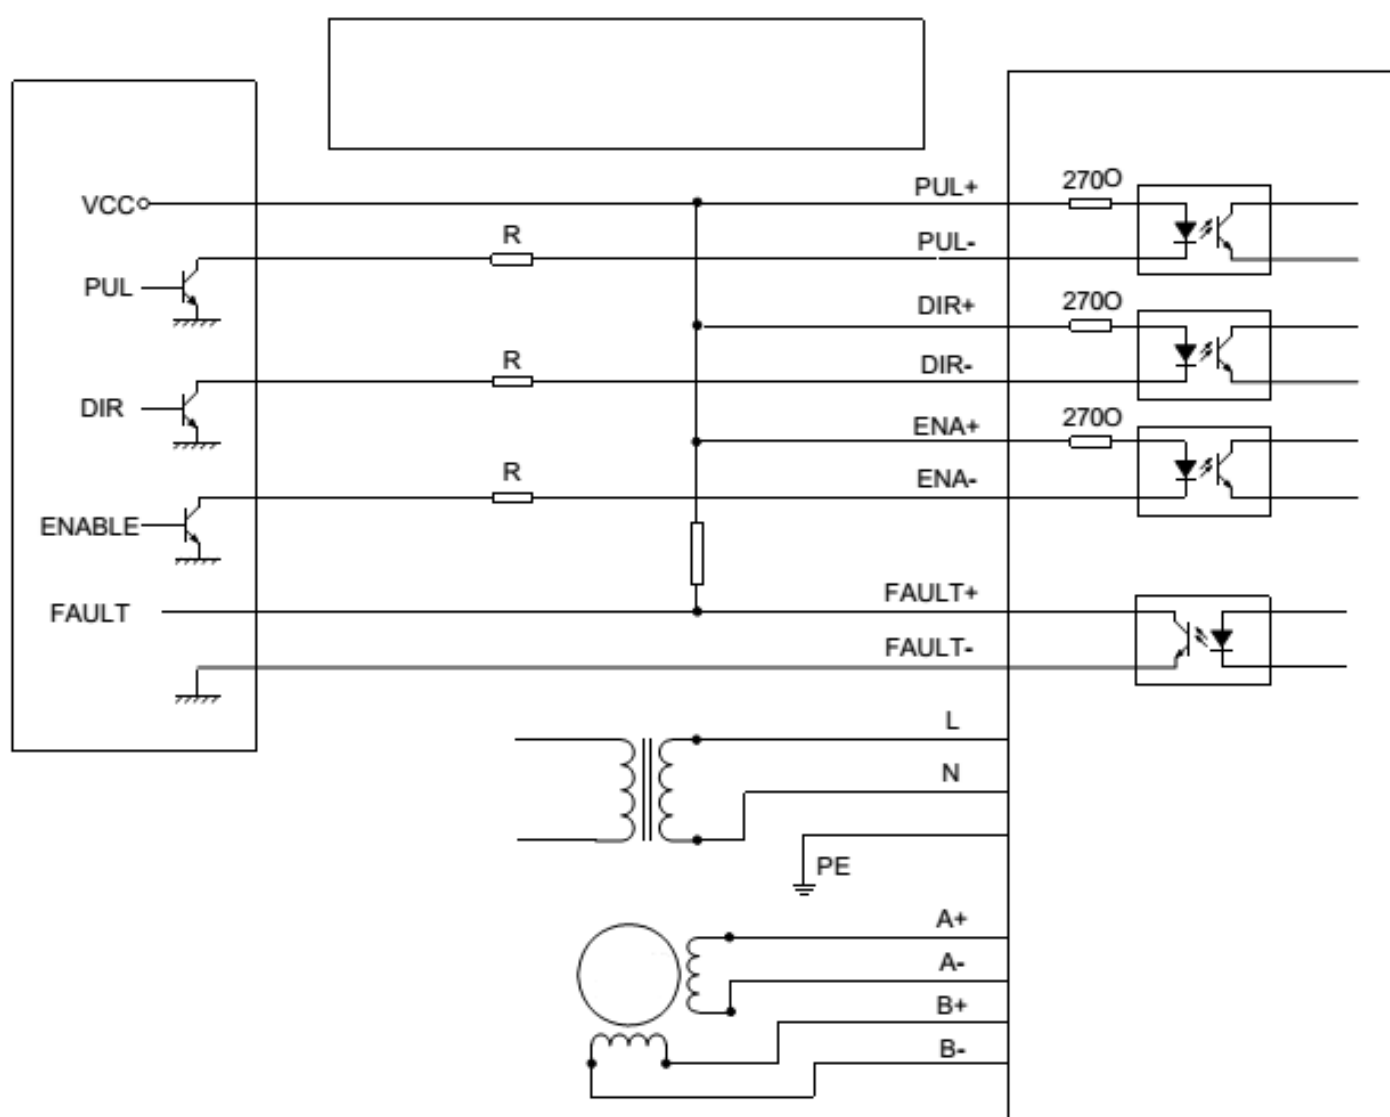 VCC
PUL+
270O
R
PUL-
PUL
DIR+
270O
R
DIR-
DIR
ENA+
270O
R
ENA-
ENABLE
FAULT+
FAULT
FAULT-
L
N
PE
A+
A-
B+
B-